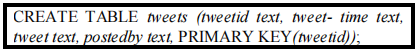 CREATE TABLE tweets (tweetid text, tweet- time text,
tweet text, postedby text, PRIMARY KEY(tweetid));